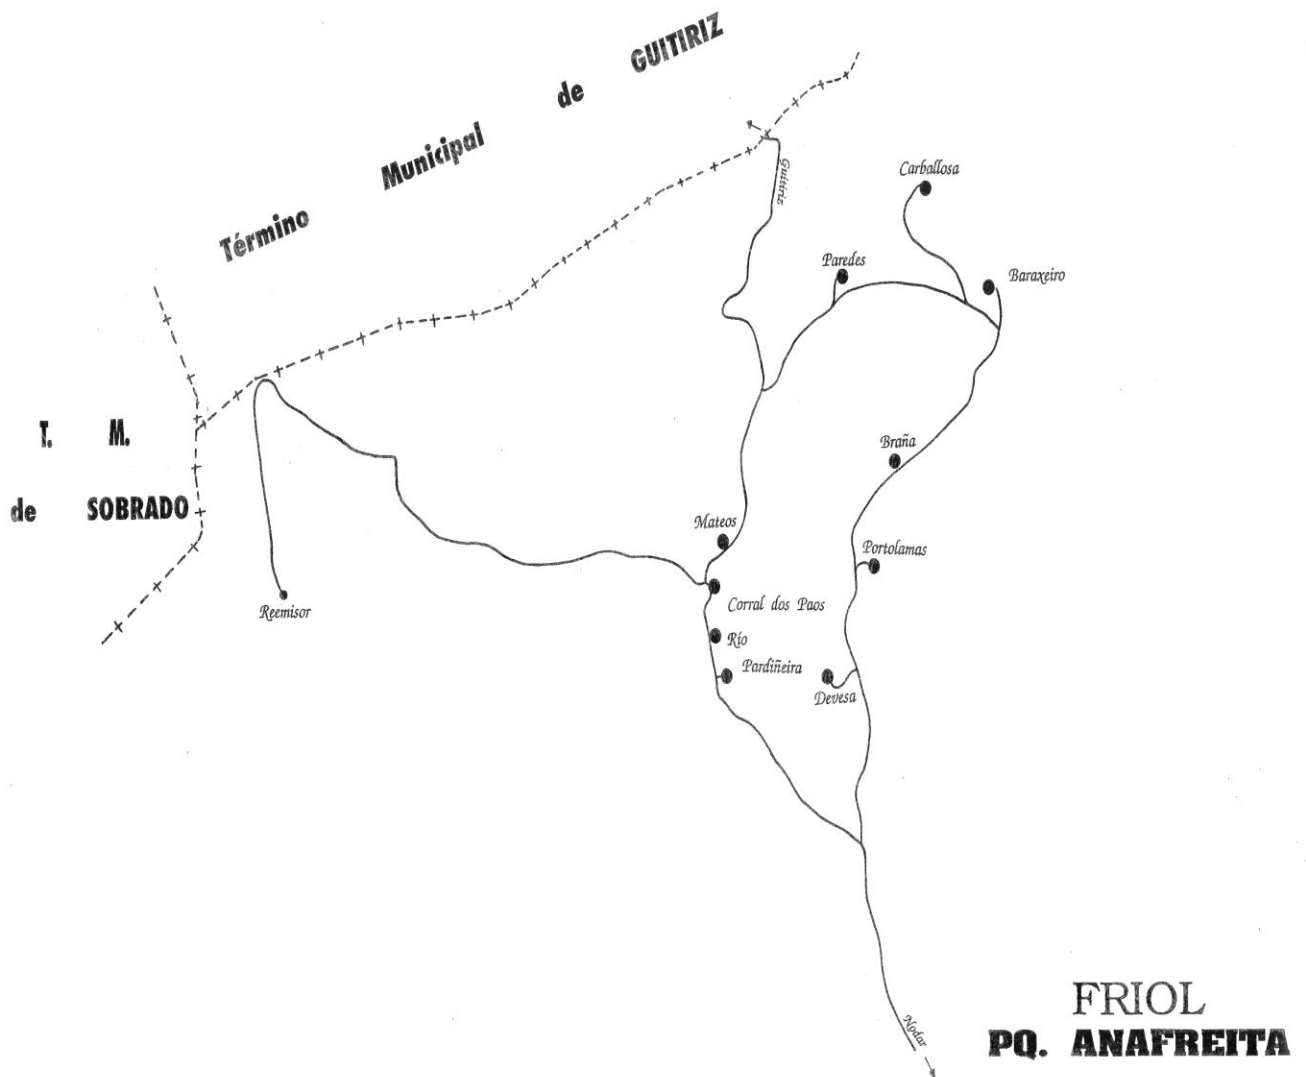 Término Municipal de GUITIRIZ
Guitiriz
Carballosa
Paredes
Baraxeiro
T. M.
de SOBRADO
Braña
Mateos
Portolamas
Reemisor
Corral dos Paos
Río
Pardiñeira
Devesa
Nodar
FRIOL
PQ. ANAFREITA